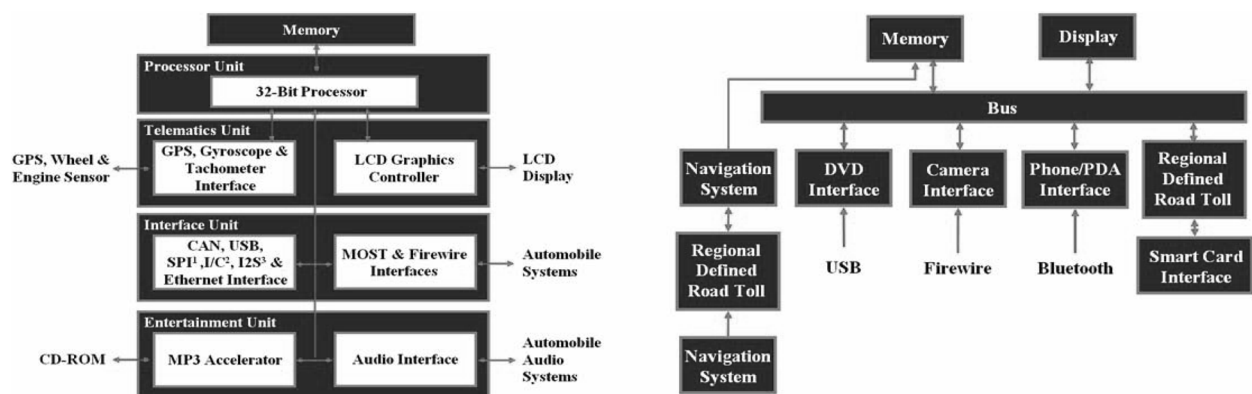 Memory
Processor Unit
32-Bit Processor
Telematics Unit
GPS, Wheel &
Engine Sensor
GPS, Gyroscope &
Tachometer
Interface
LCD Graphics
Controller
LCD
Display
Interface Unit
CAN, USB,
SPI¹ ,I/C², I2S³ &
Ethernet Interface
MOST & Firewire
Interfaces
Automobile
Systems
Entertainment Unit
CD-ROM
MP3 Accelerator
Audio Interface
Automobile
Audio
Systems
Memory
Display
Bus
Navigation
System
DVD
Interface
Camera
Interface
Phone/PDA
Interface
Regional
Defined
Road Toll
Regional
Defined
Road Toll
USB
Firewire
Bluetooth
Smart Card
Interface
Navigation
System